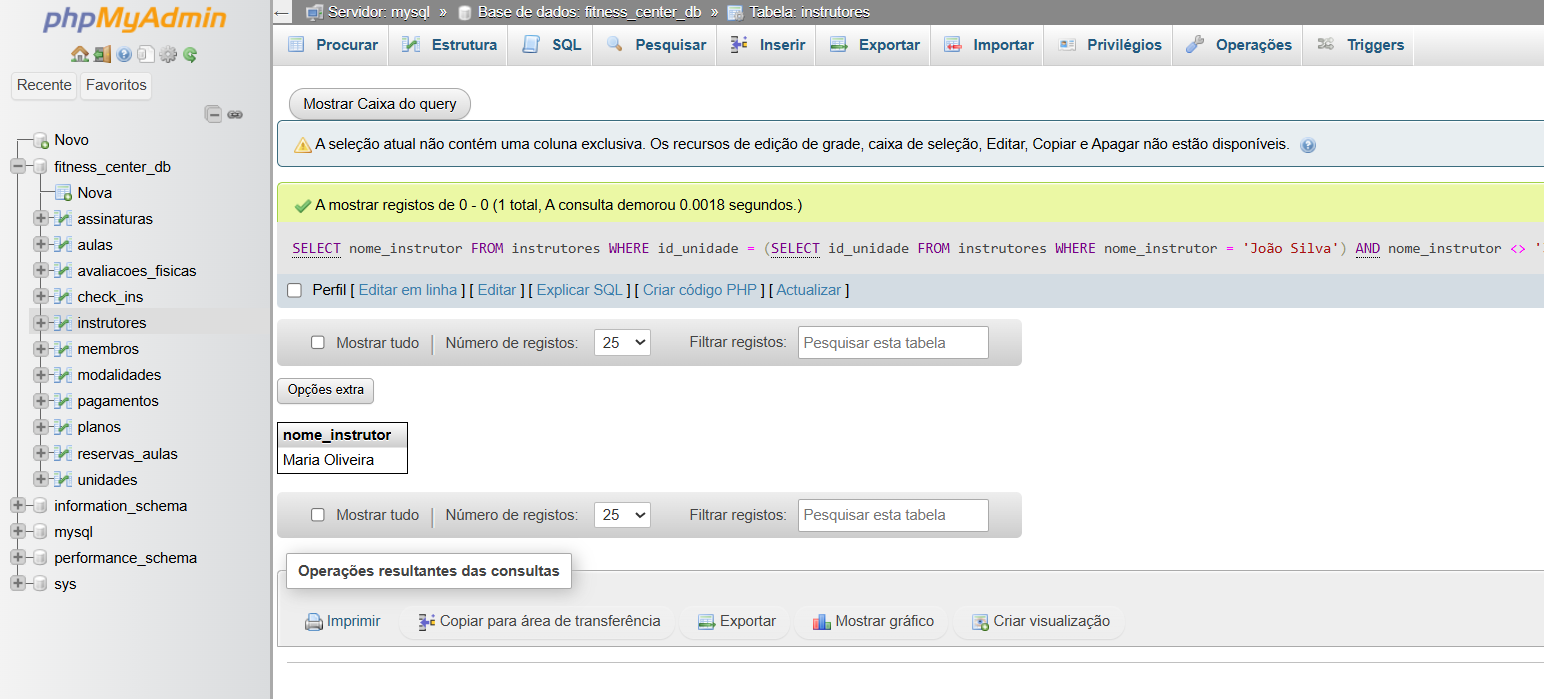 phpMyAdmin
Recente Favoritos
Novo
fitness_center_db
Nova
assinaturas
aulas
avaliacoes_fisicas
check_ins
instrutores
membros
modalidades
pagamentos
planos
reservas_aulas
unidades
information_schema
mysql
performance_schema
sys
← Servidor: mysql » Base de dados: fitness_center_db » Tabela: instrutores
Procurar Estrutura SQL Pesquisar Inserir Exportar Importar Privilégios Operações Triggers
Mostrar Caixa do query
A seleção atual não contém uma coluna exclusiva. Os recursos de edição de grade, caixa de seleção, Editar, Copiar e Apagar não estão disponíveis.
A mostrar registos de 0 - 0 (1 total, A consulta demorou 0.0018 segundos.)
SELECT nome_instrutor FROM instrutores WHERE id_unidade = (SELECT id_unidade FROM instrutores WHERE nome_instrutor = 'João Silva') AND nome_instrutor <> '
Perfil [ Editar em linha ] [ Editar ] [ Explicar SQL ] [ Criar código PHP ] [ Actualizar ]
Mostrar tudo | Número de registos: 25 Filtrar registos: Pesquisar esta tabela
Opções extra
nome_instrutor
Maria Oliveira
Mostrar tudo | Número de registos: 25 Filtrar registos: Pesquisar esta tabela
Operações resultantes das consultas
Imprimir Copiar para área de transferência Exportar Mostrar gráfico Criar visualização